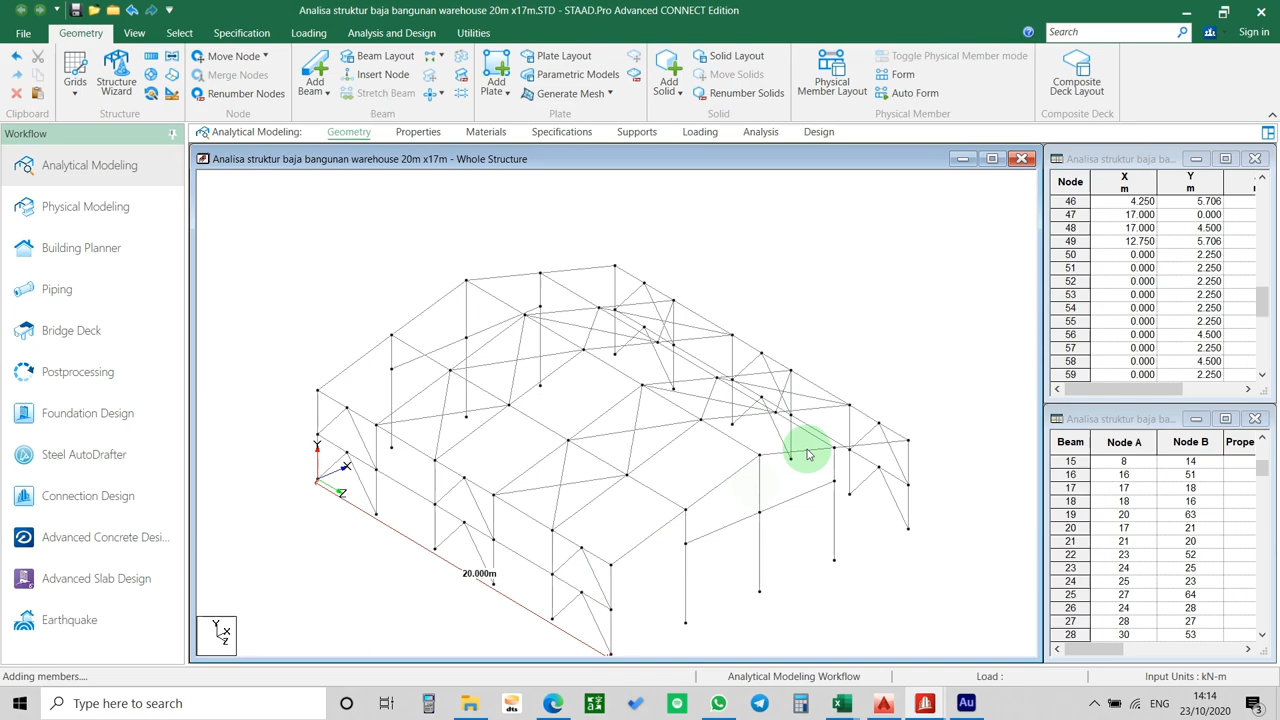 Analisa struktur baja bangunan warehouse 20m x17m.STD - STAAD.Pro Advanced CONNECT Edition
File Geometry View Select Specification Loading Analysis and Design Utilities Search Sign in
Move Node Beam Layout Plate Layout Solid Layout Toggle Physical Member mode
Merge Nodes Insert Node Parametric Models Move Solids Form
Renumber Nodes Stretch Beam Generate Mesh Renumber Solids Auto Form
Grids Structure Wizard Add Beam Add Plate Add Solid Physical Member Layout Composite Deck Layout
Clipboard Structure Node Beam Plate Solid Physical Member Composite Deck
Workflow
Analytical Modeling: Geometry Properties Materials Specifications Supports Loading Analysis Design
Analytical Modeling
Physical Modeling
Building Planner
Piping
Bridge Deck
Postprocessing
Foundation Design
Steel AutoDrafter
Connection Design
Advanced Concrete Desi...
Advanced Slab Design
Earthquake
Analisa struktur baja bangunan warehouse 20m x17m - Whole Structure
Y
X
Z
20.000m
Y
X
Z
Analisa struktur baja ba...
Node X m Y m
46 4.250 5.706
47 17.000 0.000
48 17.000 4.500
49 12.750 5.706
50 0.000 2.250
51 0.000 2.250
52 0.000 2.250
53 0.000 2.250
54 0.000 2.250
55 0.000 2.250
56 0.000 4.500
57 0.000 2.250
58 0.000 4.500
59 0.000 2.250
Analisa struktur baja ba...
Beam Node A Node B Prope
15 8 14
16 16 51
17 17 18
18 18 16
19 20 63
20 17 21
21 21 20
22 23 52
23 24 25
24 25 23
25 27 64
26 24 28
27 28 27
28 30 53
Adding members.... Analytical Modeling Workflow Load : Input Units : kN-m
Type here to search
dts
Au
ENG
14:14
23/10/2020
3